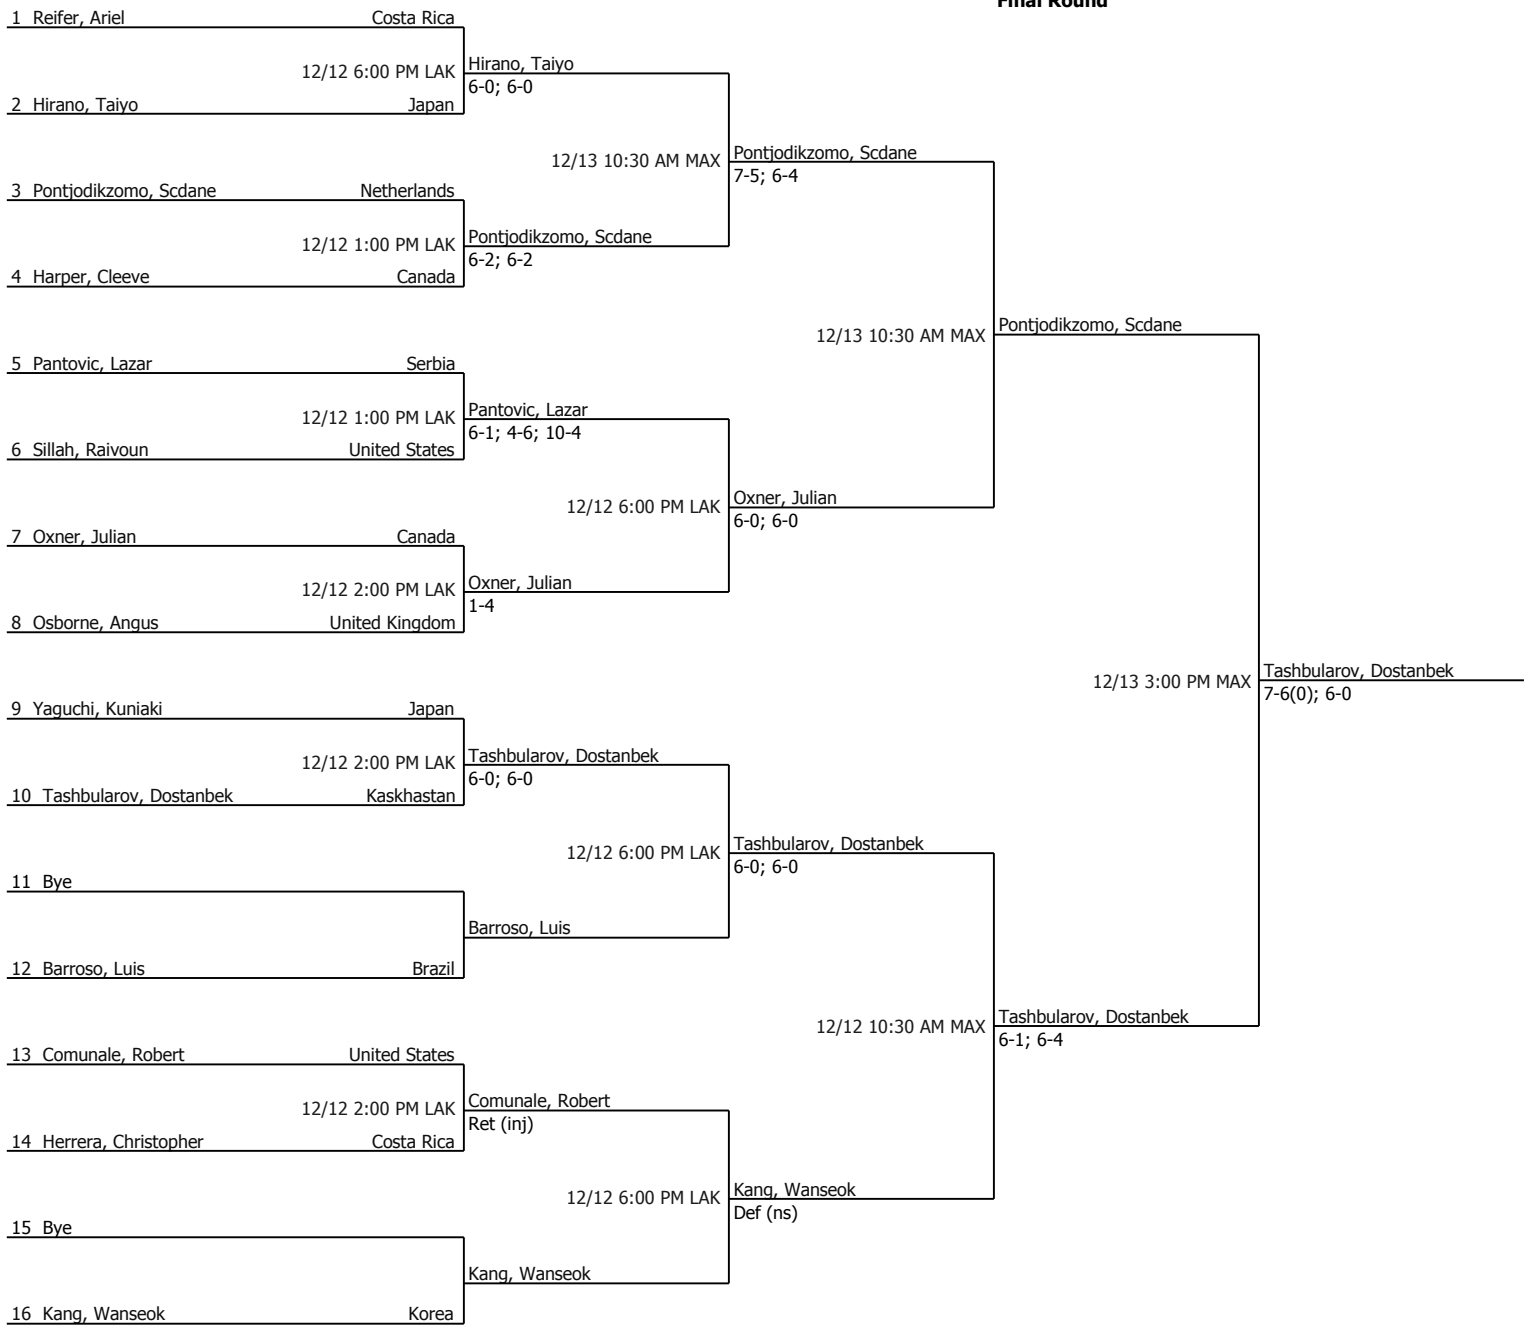 Final Round
1 Reifer, Ariel Costa Rica
12/12 6:00 PM LAK
Hirano, Taiyo
6-0; 6-0
2 Hirano, Taiyo Japan
12/13 10:30 AM MAX
Pontjodikzomo, Scdane
7-5; 6-4
3 Pontjodikzomo, Scdane Netherlands
12/12 1:00 PM LAK
Pontjodikzomo, Scdane
6-2; 6-2
4 Harper, Cleeve Canada
12/13 10:30 AM MAX
Pontjodikzomo, Scdane
5 Pantovic, Lazar Serbia
12/12 1:00 PM LAK
Pantovic, Lazar
6-1; 4-6; 10-4
6 Sillah, Raivoun United States
12/12 6:00 PM LAK
Oxner, Julian
6-0; 6-0
7 Oxner, Julian Canada
12/12 2:00 PM LAK
Oxner, Julian
1-4
8 Osborne, Angus United Kingdom
12/13 3:00 PM MAX
Tashbularov, Dostanbek
7-6(0); 6-0
9 Yaguchi, Kuniaki Japan
12/12 2:00 PM LAK
Tashbularov, Dostanbek
6-0; 6-0
10 Tashbularov, Dostanbek Kaskhastan
12/12 6:00 PM LAK
Tashbularov, Dostanbek
6-0; 6-0
11 Bye
Barroso, Luis
12 Barroso, Luis Brazil
12/12 10:30 AM MAX
Tashbularov, Dostanbek
6-1; 6-4
13 Comunale, Robert United States
12/12 2:00 PM LAK
Comunale, Robert
Ret (inj)
14 Herrera, Christopher Costa Rica
12/12 6:00 PM LAK
Kang, Wanseok
Def (ns)
15 Bye
Kang, Wanseok
16 Kang, Wanseok Korea